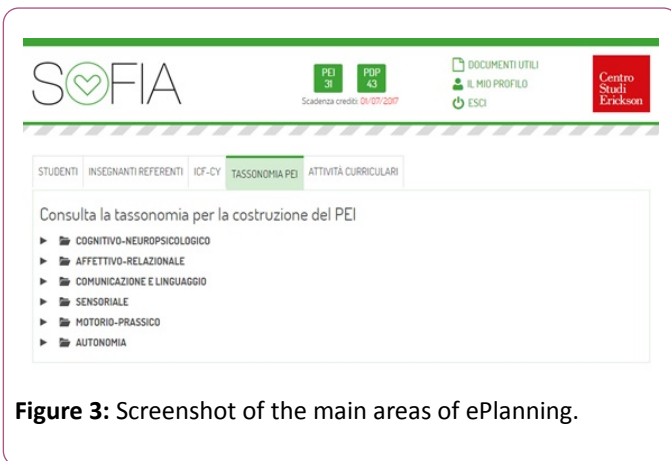 SOFIA
PEI
31
PDP
43
Scadenza crediti: 01/07/2017
DOCUMENTI UTILI
IL MIO PROFILO
ESCI
Centro
Studi
Erickson
STUDENTI INSEGNANTI REFERENTI ICF-CY TASSONOMIA PEI ATTIVITÀ CURRICULARI
Consulta la tassonomia per la costruzione del PEI
COGNITIVO-NEUROPSICOLOGICO
AFFETTIVO-RELAZIONALE
COMUNICAZIONE E LINGUAGGIO
SENSORIALE
MOTORIO-PRASSICO
AUTONOMIA
Figure 3: Screenshot of the main areas of ePlanning.